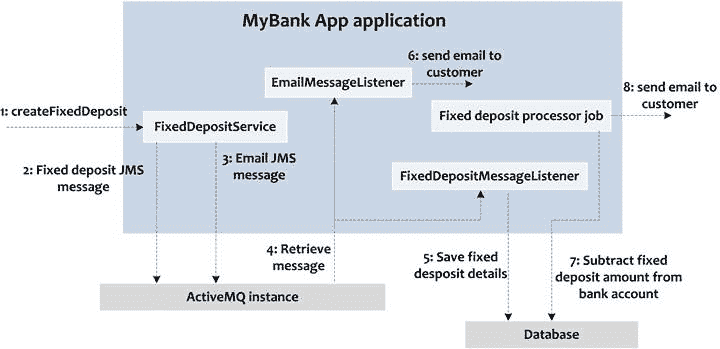 MyBank App application
6: send email to
customer
EmailMessageListener
8: send email to
customer
1: createFixedDeposit
Fixed deposit processor job
FixedDepositService
2: Fixed deposit JMS
message
3: Email JMS
message
FixedDepositMessageListener
4: Retrieve
message
5: Save fixed
desposit details
7: Subtract fixed
deposit amount from
bank account
ActiveMQ instance
Database